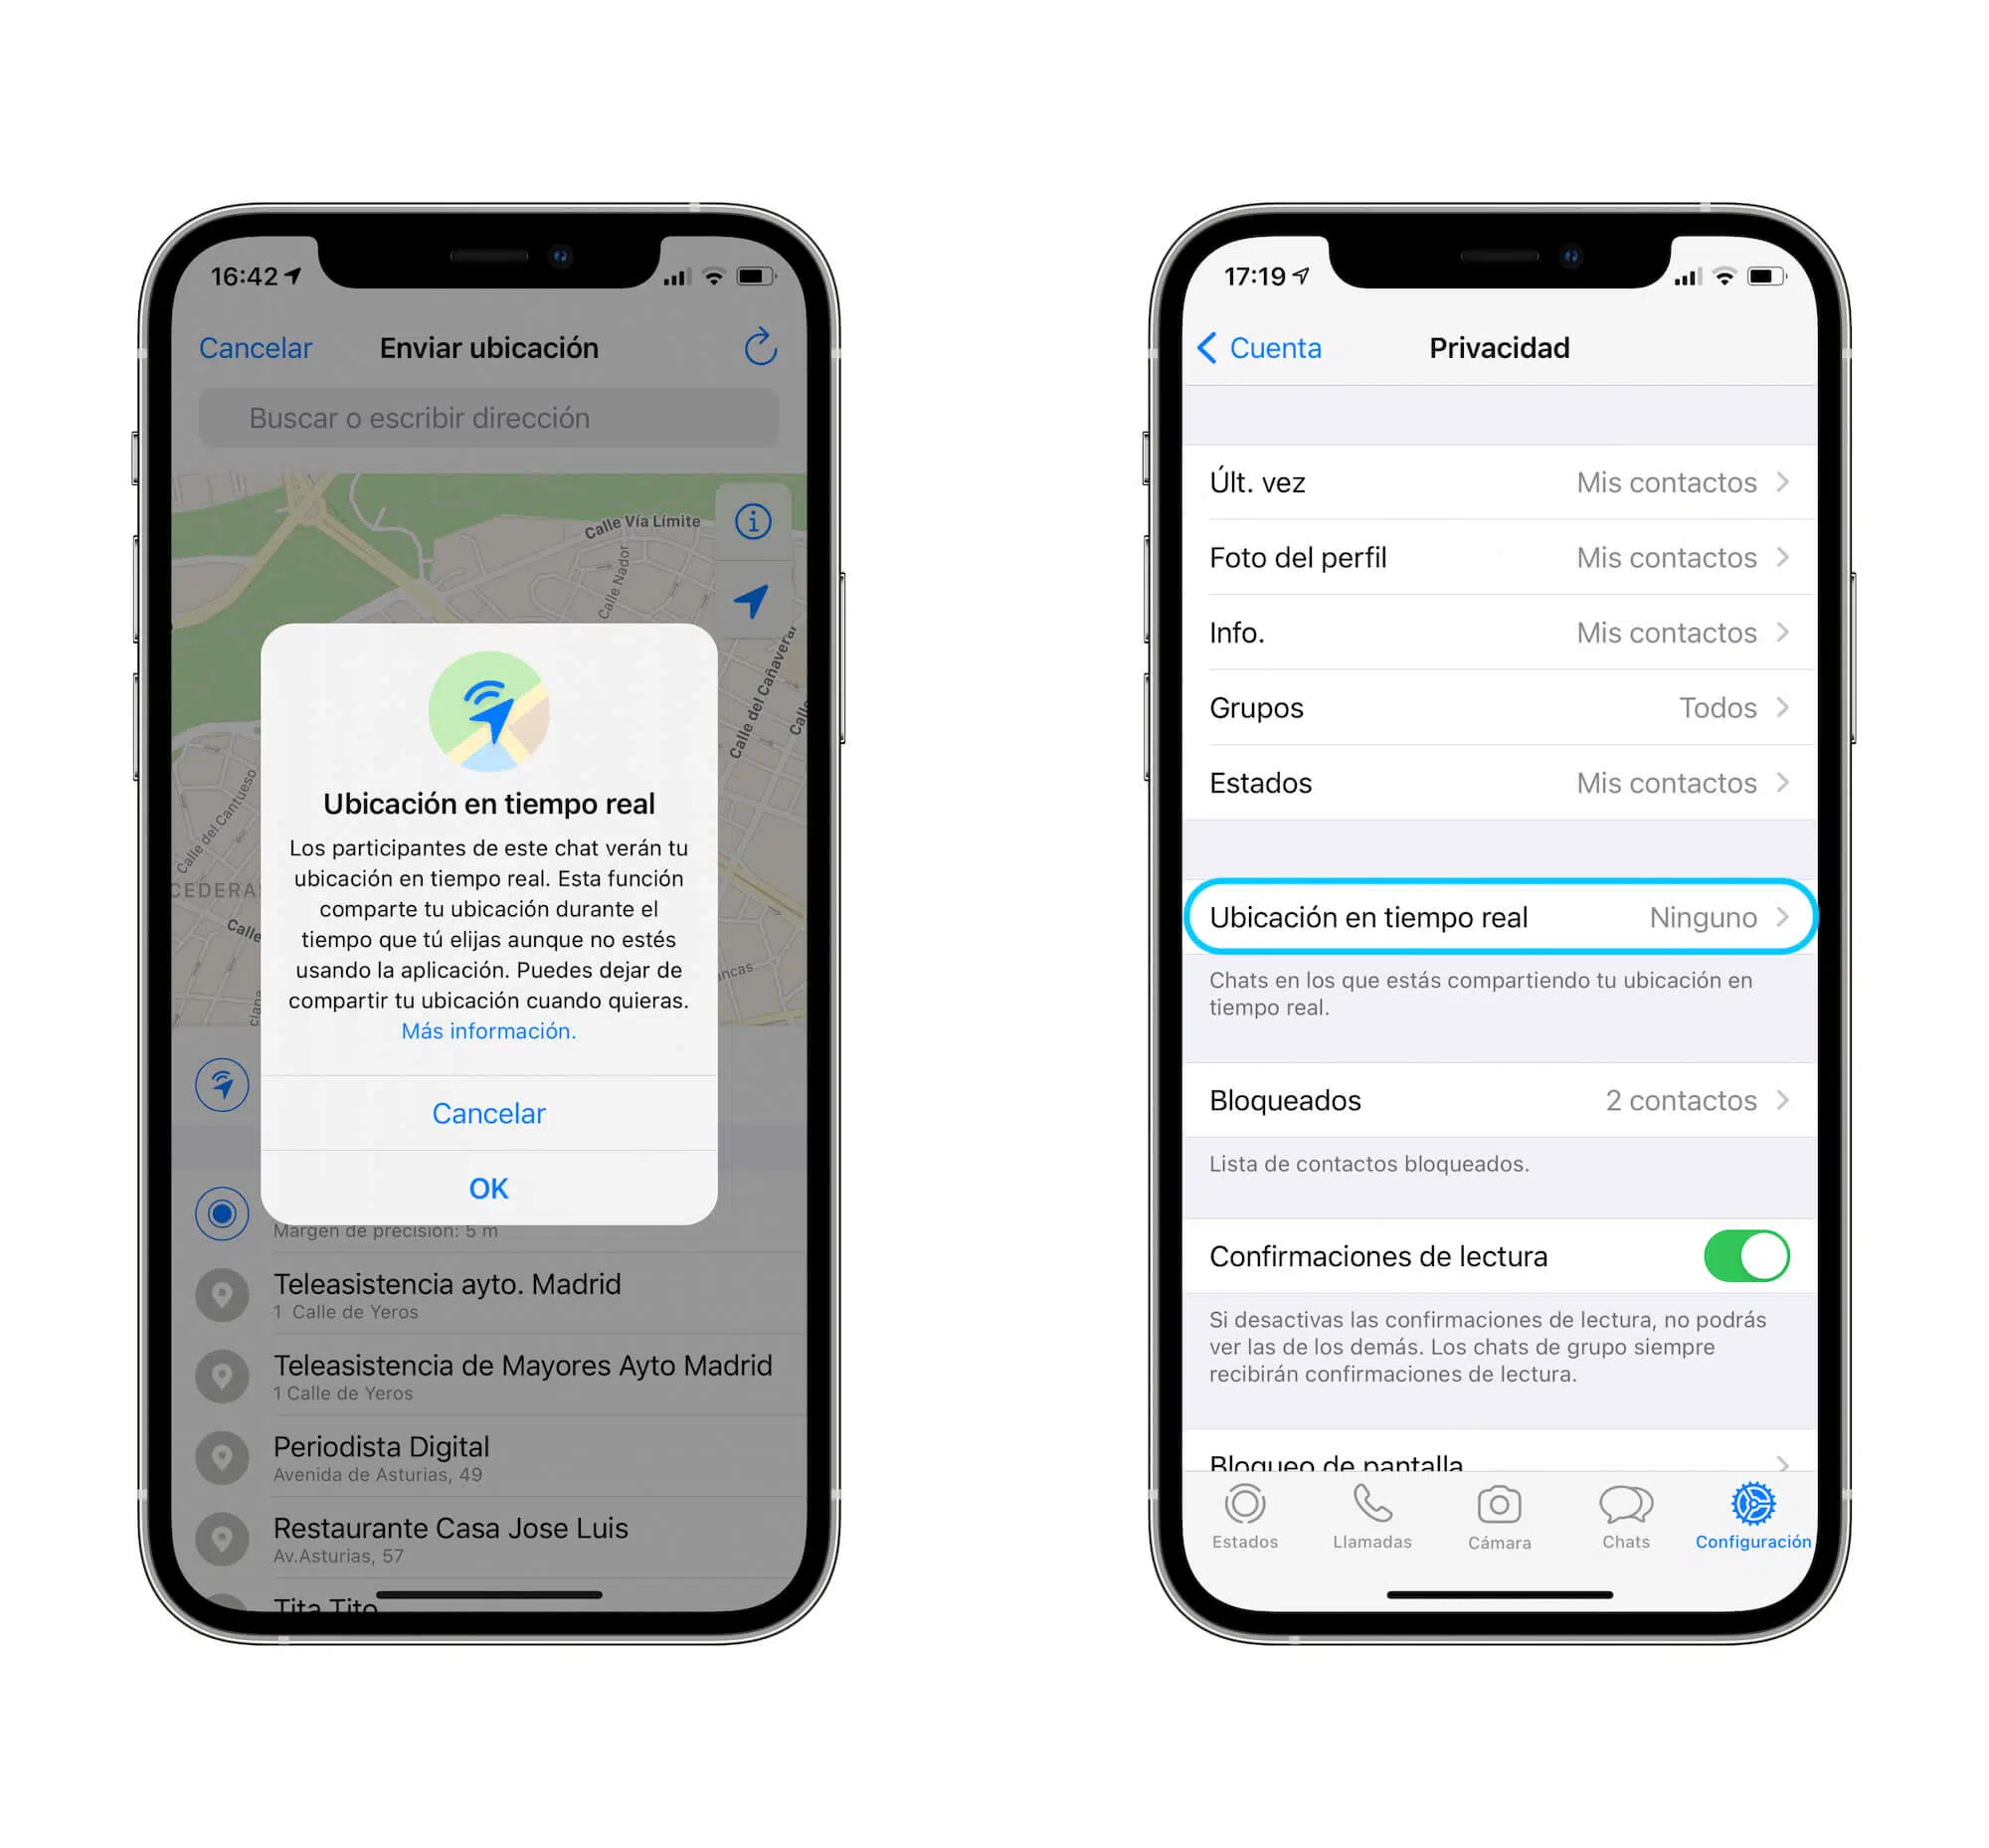 16:42
Cancelar
Enviar ubicación
Buscar o escribir dirección
Calle Vía Límite
Calle Nador
Calle del Cañaveral
Calle
Calle del Cantueso
CEDERA
Calle
ncas
Ubicación en tiempo real
Los participantes de este chat verán tu
ubicación en tiempo real. Esta función
comparte tu ubicación durante el
tiempo que tú elijas aunque no estés
usando la aplicación. Puedes dejar de
compartir tu ubicación cuando quieras.
Más información.
Cancelar
OK
Margen de precisión: 5 m
Teleasistencia ayto. Madrid
1 Calle de Yeros
Teleasistencia de Mayores Ayto Madrid
1 Calle de Yeros
Periodista Digital
Avenida de Asturias, 49
Restaurante Casa Jose Luis
Av.Asturias, 57
Tita Tito
17:19
Cuenta
Privacidad
Últ. vez Mis contactos
Foto del perfil Mis contactos
Info. Mis contactos
Grupos Todos
Estados Mis contactos
Ubicación en tiempo real Ninguno
Chats en los que estás compartiendo tu ubicación en
tiempo real.
Bloqueados 2 contactos
Lista de contactos bloqueados.
Confirmaciones de lectura
Si desactivas las confirmaciones de lectura, no podrás
ver las de los demás. Los chats de grupo siempre
recibirán confirmaciones de lectura.
Bloqueo de pantalla
Estados
Llamadas
Cámara
Chats
Configuración